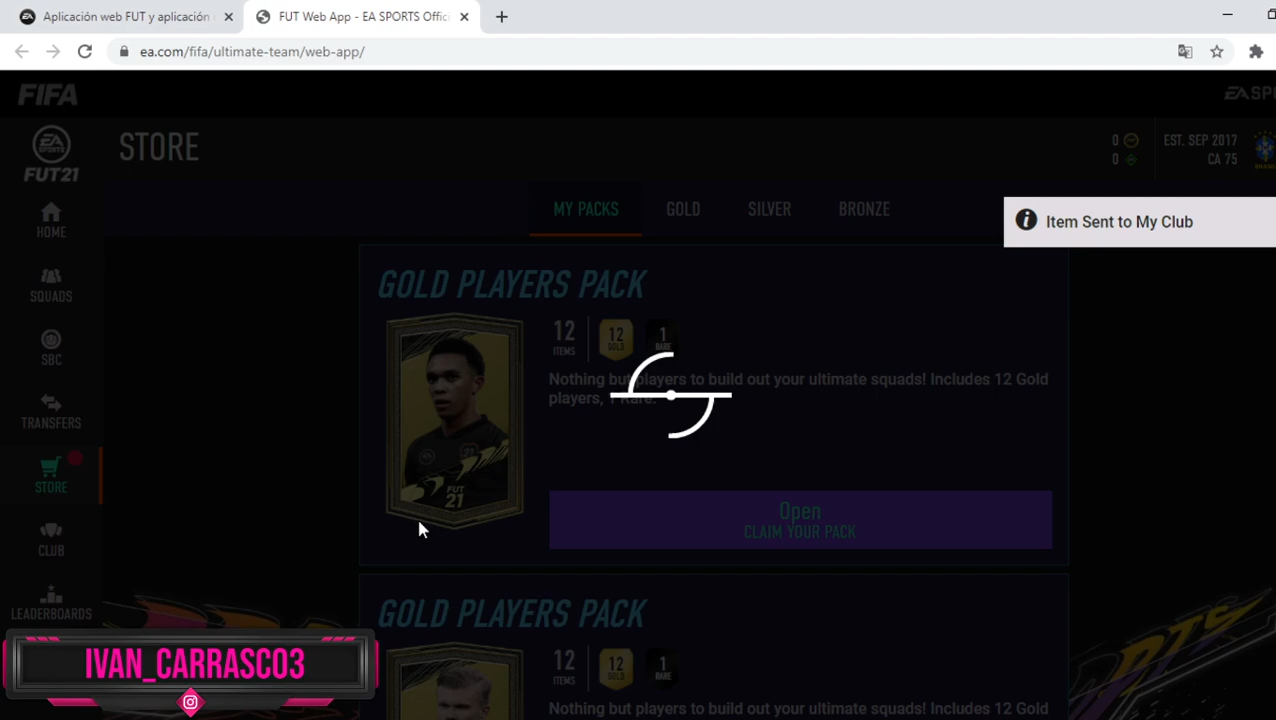 Aplicación web FUT y aplicación
FUT Web App - EA SPORTS Offici
ea.com/fifa/ultimate-team/web-app/
FIFA
EA SPO
EA SPORTS
FUT21
STORE
0
0
EST. SEP 2017
CA 75
HOME
SQUADS
SBC
TRANSFERS
STORE
CLUB
LEADERBOARDS
MY PACKS
GOLD
SILVER
BRONZE
Item Sent to My Club
GOLD PLAYERS PACK
12
ITEMS
12
GOLD
1
RARE
Nothing but players to build out your ultimate squads! Includes 12 Gold
players, 1 Rare.
FUT
21
Open
CLAIM YOUR PACK
GOLD PLAYERS PACK
12
ITEMS
12
GOLD
1
RARE
Nothing but players to build out your ultimate squads! Includes 12 Gold
IVAN_CARRASCO3